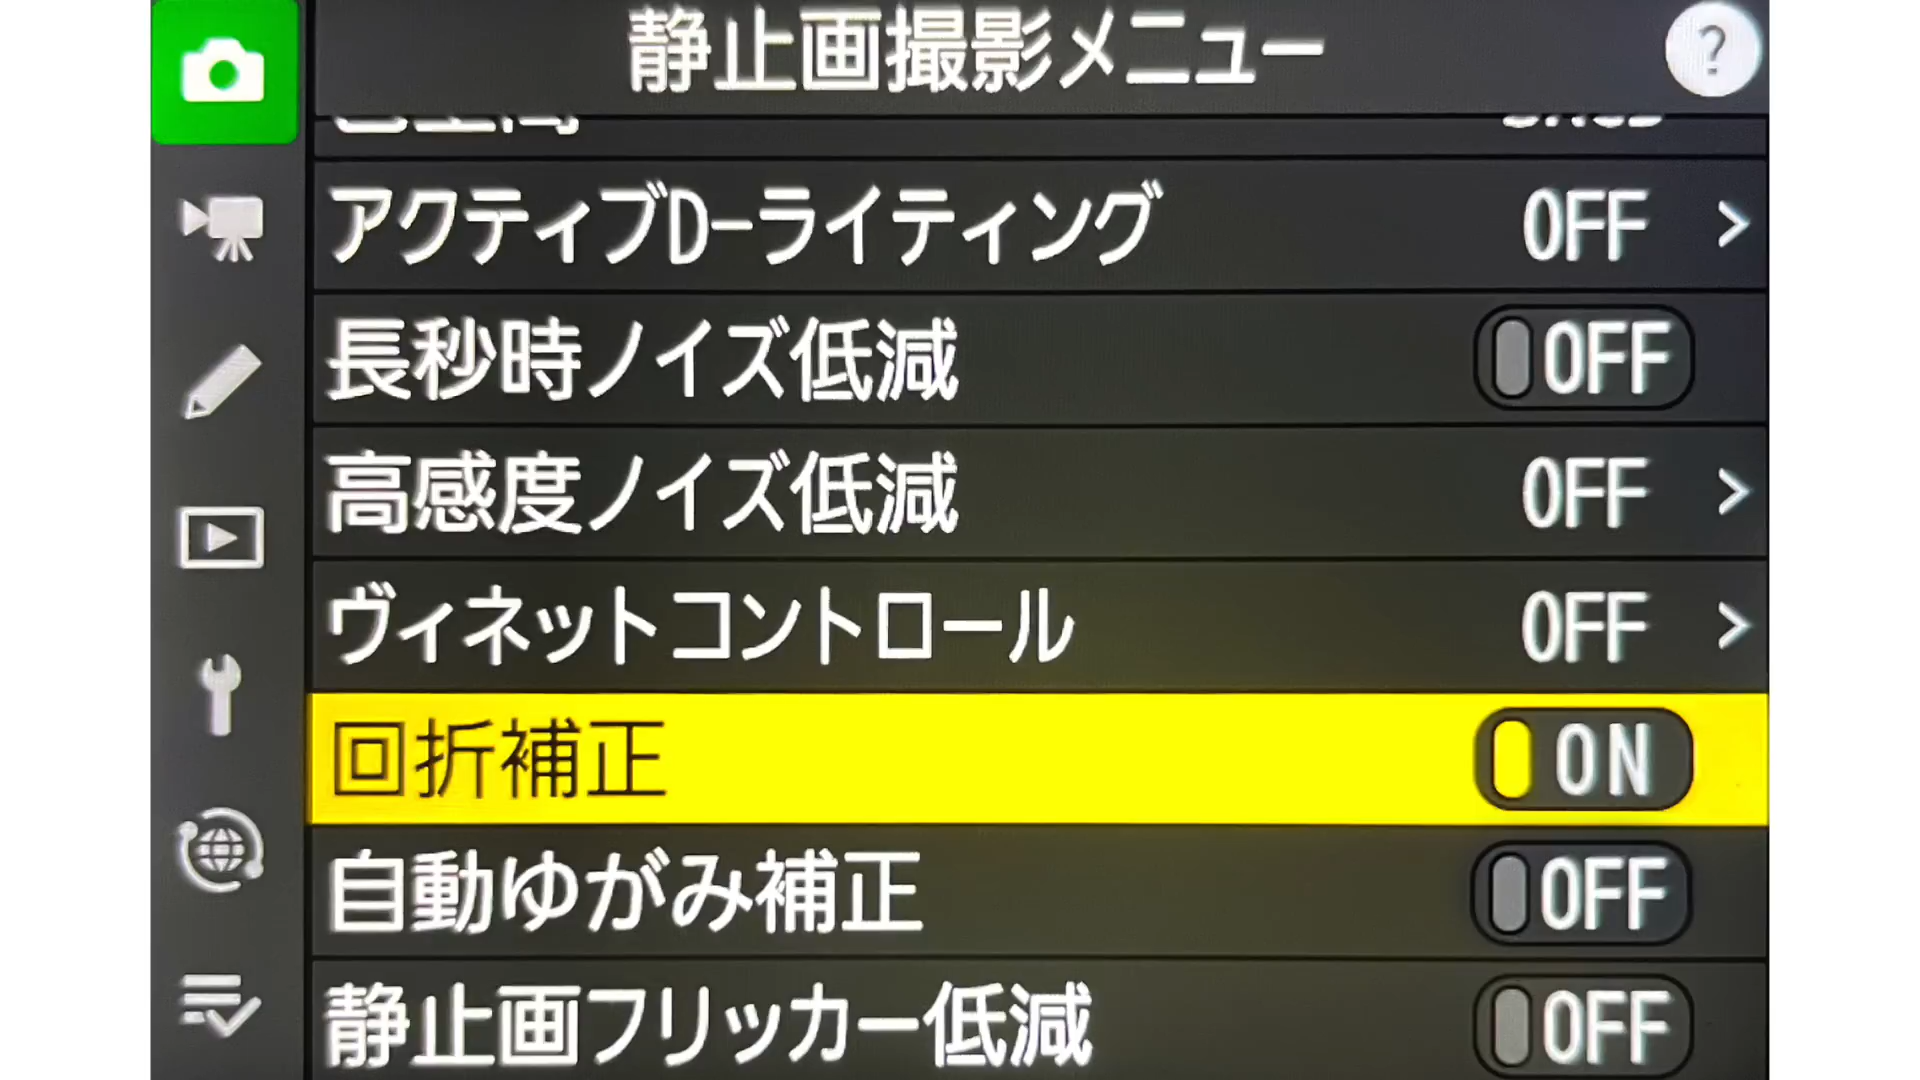 静止画撮影メニュー ?
アクティブD-ライティング OFF >
長秒時ノイズ低減 OFF
高感度ノイズ低減 OFF >
ヴィネットコントロール OFF >
回折補正 ON
自動ゆがみ補正 OFF
静止画フリッカー低減 OFF